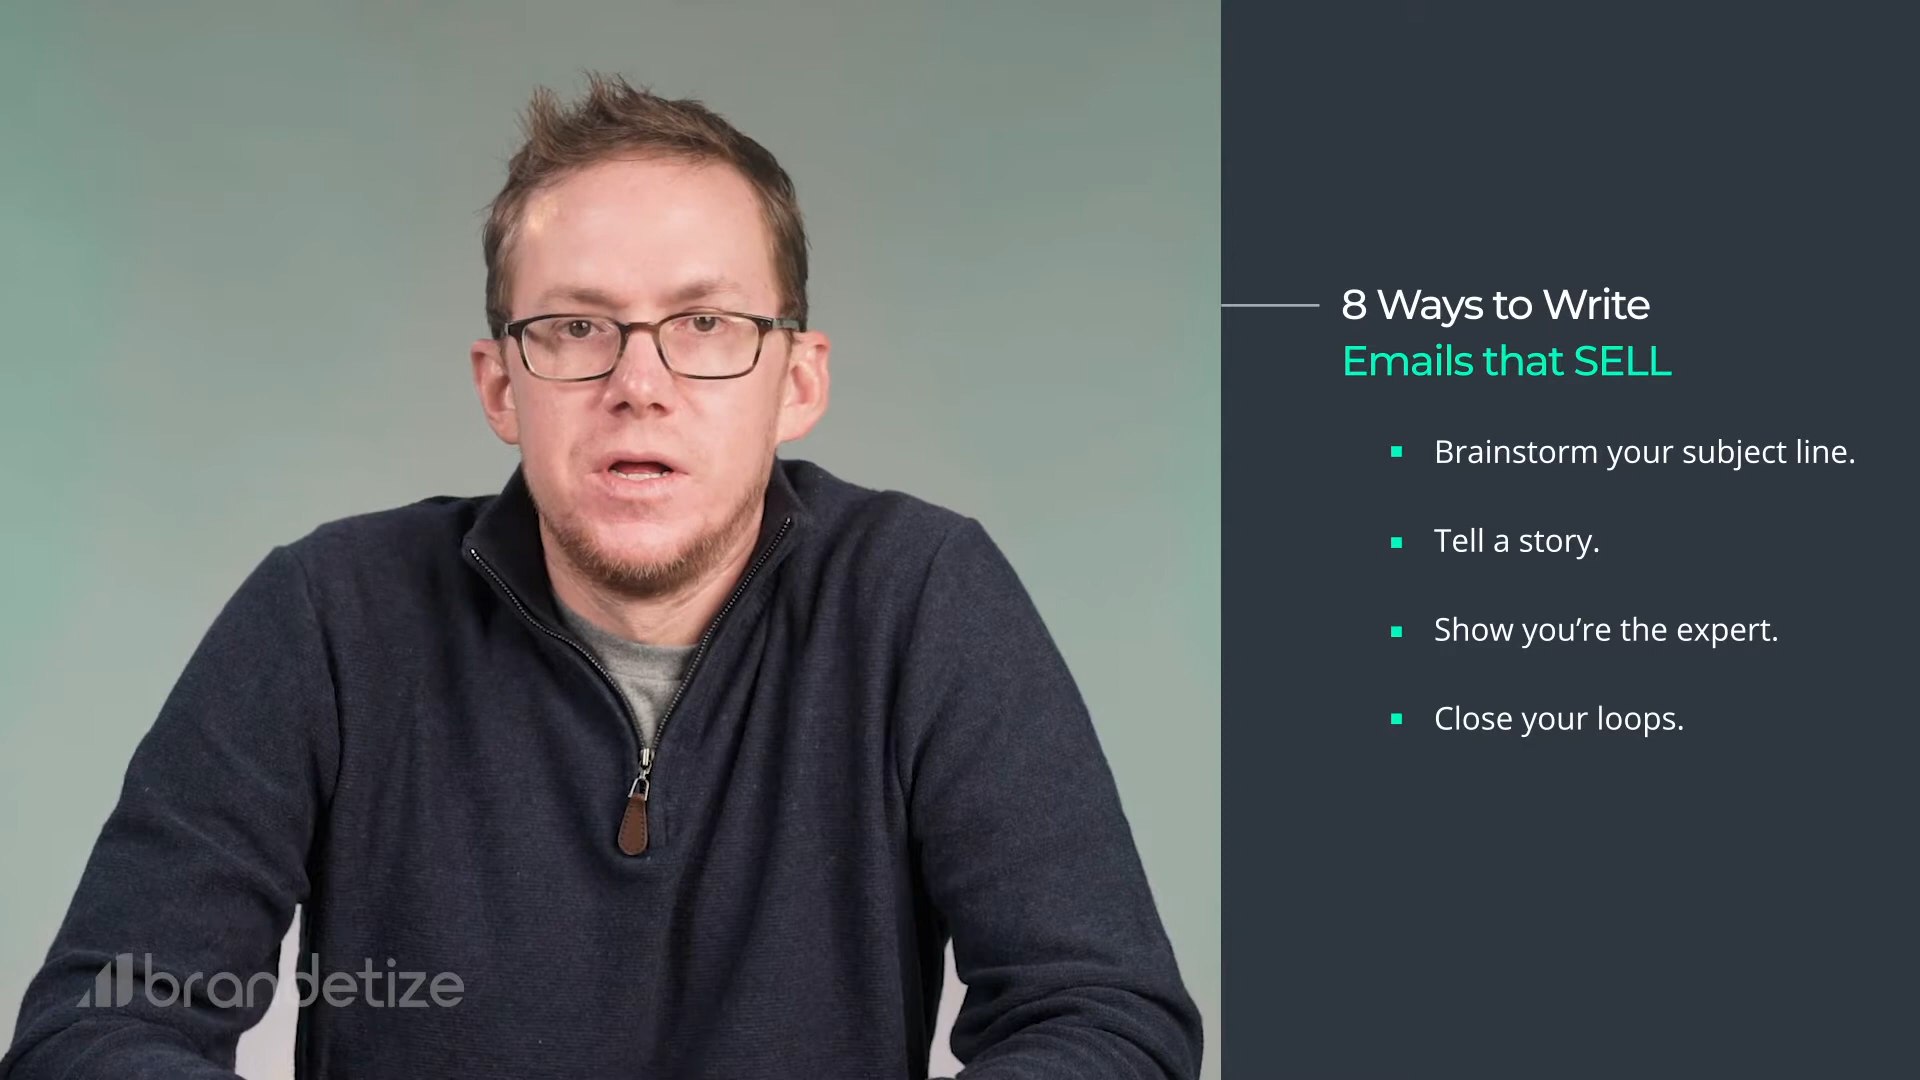 8 Ways to Write
Emails that SELL
Brainstorm your subject line.
Tell a story.
Show you’re the expert.
Close your loops.
brandetize